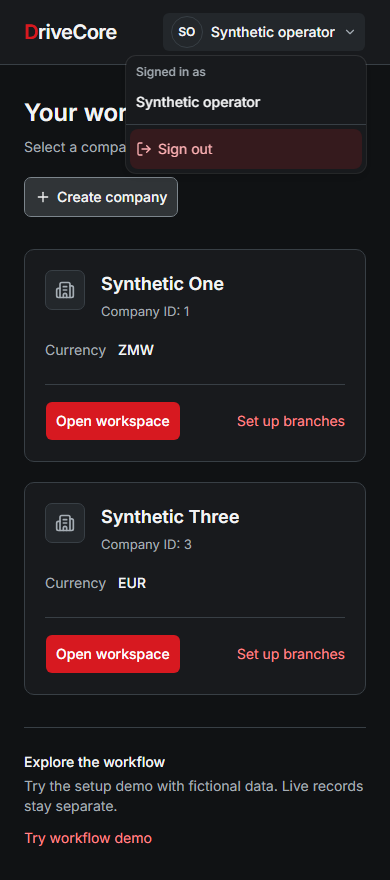 DriveCore
SO Synthetic operator
Signed in as
Synthetic operator
Sign out
Your wor
Select a compa
+ Create company
Synthetic One
Company ID: 1
Currency ZMW
Open workspace Set up branches
Synthetic Three
Company ID: 3
Currency EUR
Open workspace Set up branches
Explore the workflow
Try the setup demo with fictional data. Live records
stay separate.
Try workflow demo